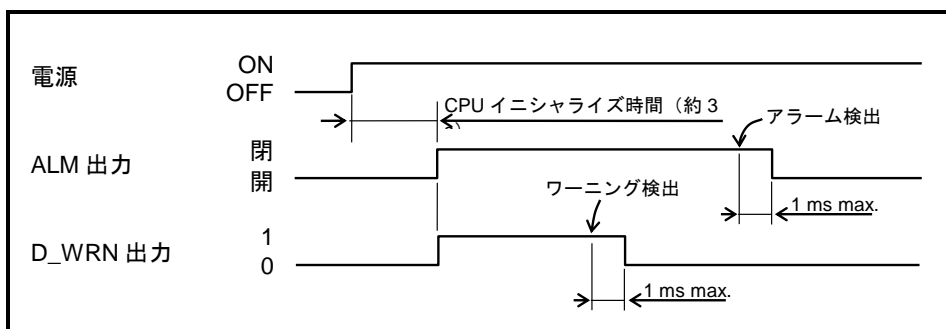 電源
ON
OFF
CPU イニシャライズ時間（約 3
アラーム検出
ALM 出力
閉
開
1 ms max.
ワーニング検出
D_WRN 出力
1
0
1 ms max.